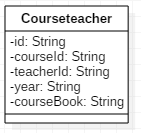 Courseteacher
-id: String
-courseId: String
-teacherId: String
-year: String
-courseBook: String